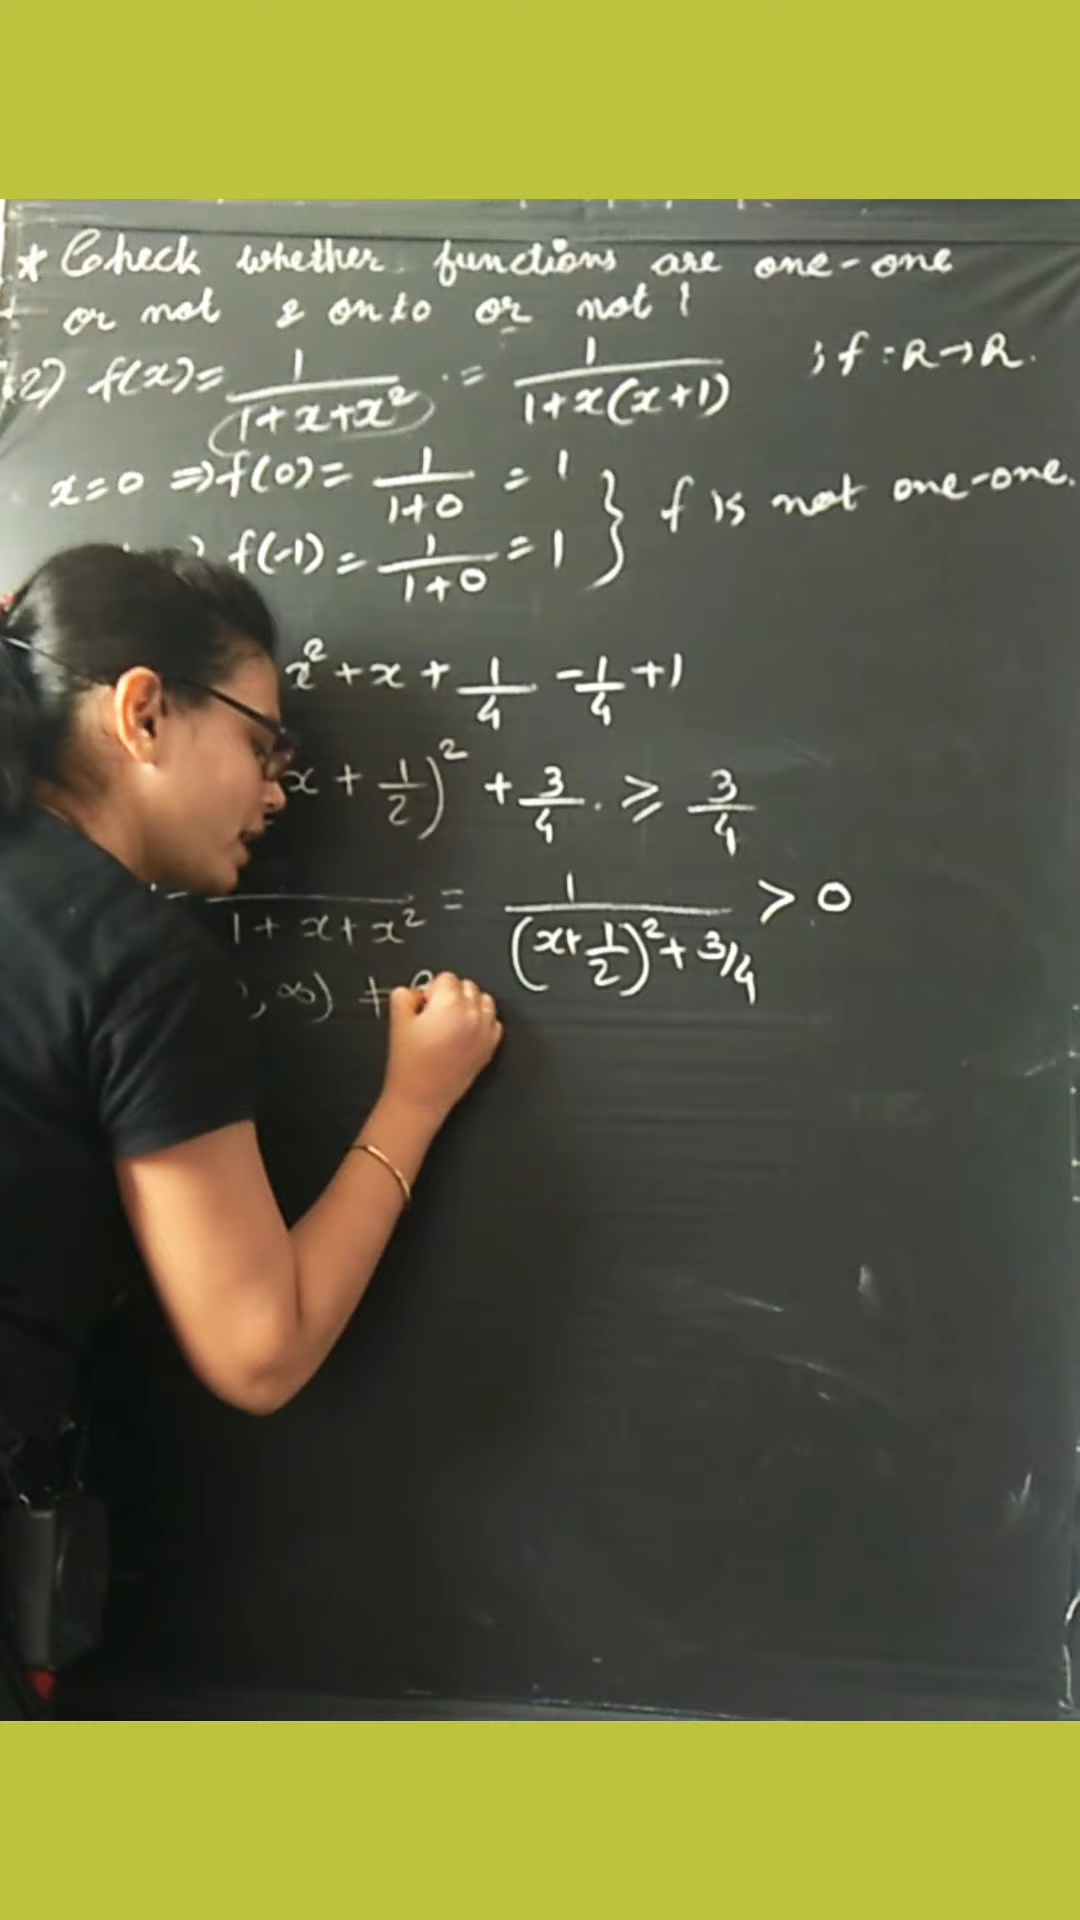 * Check whether functions are one-one
or not & onto or not !
2) f(x) = 1/(1+x+x²) = 1/(1+x(x+1)) ; f : R → R.
x=0 ⇒ f(0) = 1/(1+0) = 1 } f is not one-one.
f(-1) = 1/(1+0) = 1
x² + x + 1/4 - 1/4 + 1
x + 1/2)² + 3/4 . ≥ 3/4
1+x+x² = 1/((x+1/2)² + 3/4) > 0
, ∞) ≠